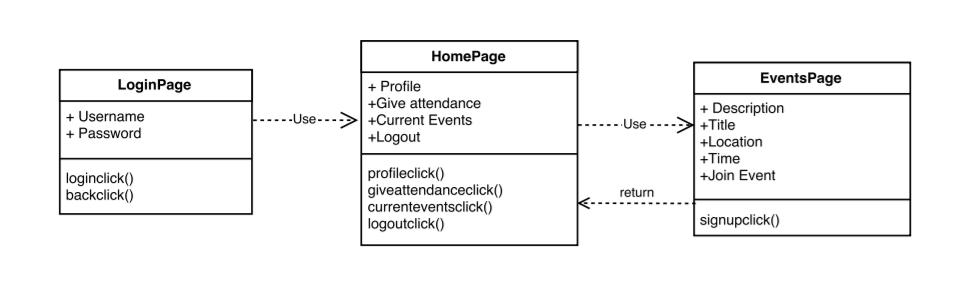 LoginPage
+ Username
+ Password
loginclick()
backclick()
Use
HomePage
+ Profile
+Give attendance
+Current Events
+Logout
profileclick()
giveattendanceclick()
currenteventsclick()
logoutclick()
Use
return
EventsPage
+ Description
+Title
+Location
+Time
+Join Event
signupclick()